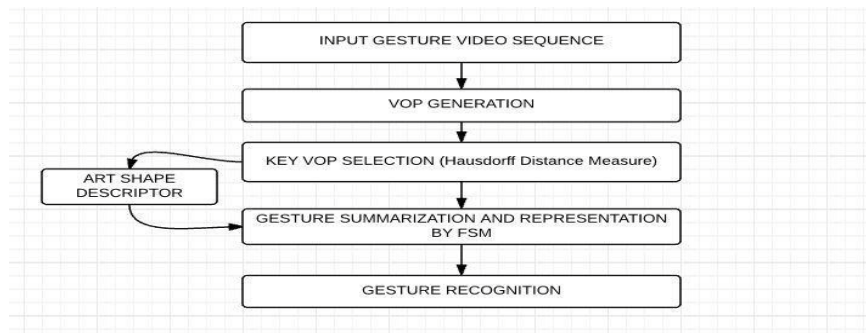 INPUT GESTURE VIDEO SEQUENCE
VOP GENERATION
KEY VOP SELECTION (Hausdorff Distance Measure)
ART SHAPE
DESCRIPTOR
GESTURE SUMMARIZATION AND REPRESENTATION
BY FSM
GESTURE RECOGNITION